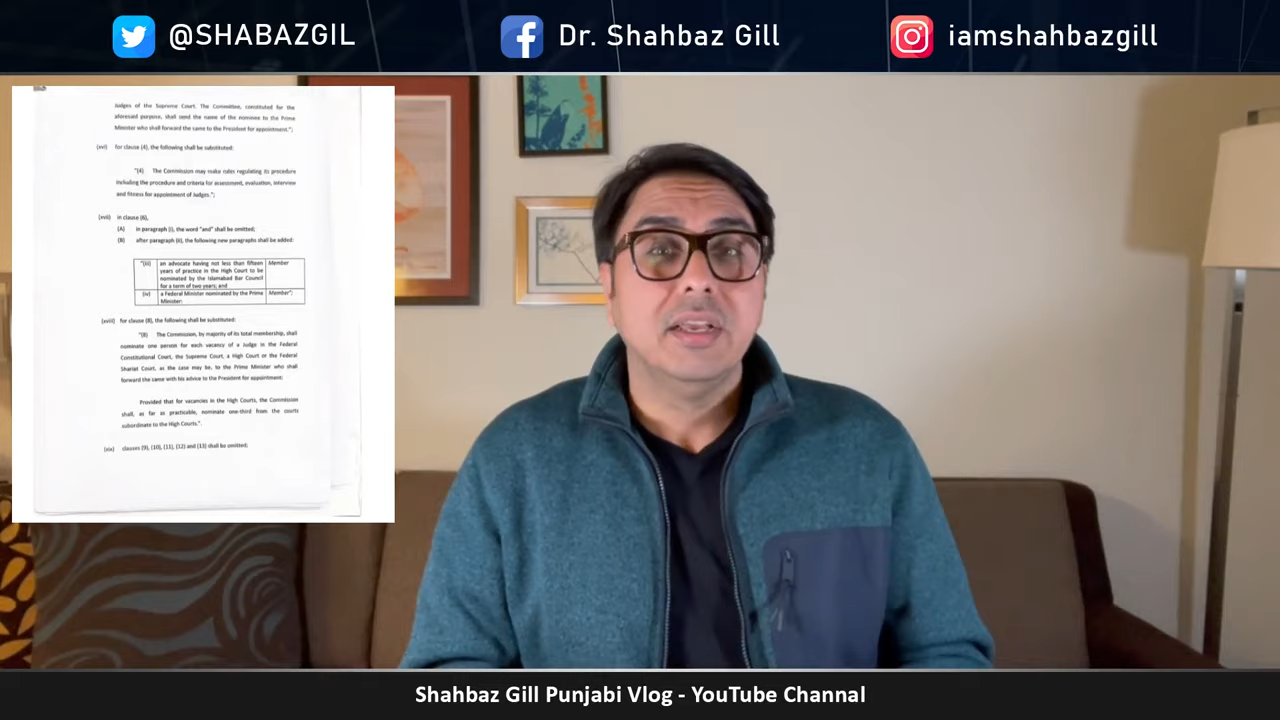 @SHABAZGIL
Dr. Shahbaz Gill
iamshahbazgill
Judges of the Supreme Court. The Committee, constituted for the
aforesaid purpose, shall send the name of the nominee to the Prime
Minister who shall forward the same to the President for appointment.";
(xvi) for clause (4), the following shall be substituted:
"(4) The Commission may make rules regulating its procedure
including the procedure and criteria for assessment, evaluation, interview
and fitness for appointment of Judges.";
(xvii) in clause (6),
(A) in paragraph (i), the word "and" shall be omitted;
(B) after paragraph (ii), the following new paragraphs shall be added:
"(iii) an advocate having not less than fifteen Member
years of practice in the High Court to be
nominated by the Islamabad Bar Council
for a term of two years; and
(iv) a Federal Minister nominated by the Prime Member";
Minister:
(xviii) for clause (8), the following shall be substituted:
"(8) The Commission, by majority of its total membership, shall
nominate one person for each vacancy of a Judge in the Federal
Constitutional Court, the Supreme Court, a High Court or the Federal
Shariat Court, as the case may be, to the Prime Minister who shall
forward the same with his advice to the President for appointment:
Provided that for vacancies in the High Courts, the Commission
shall, as far as practicable, nominate one-third from the courts
subordinate to the High Courts.".
(xix) clauses (9), (10), (11), (12) and (13) shall be omitted;
Shahbaz Gill Punjabi Vlog - YouTube Channal